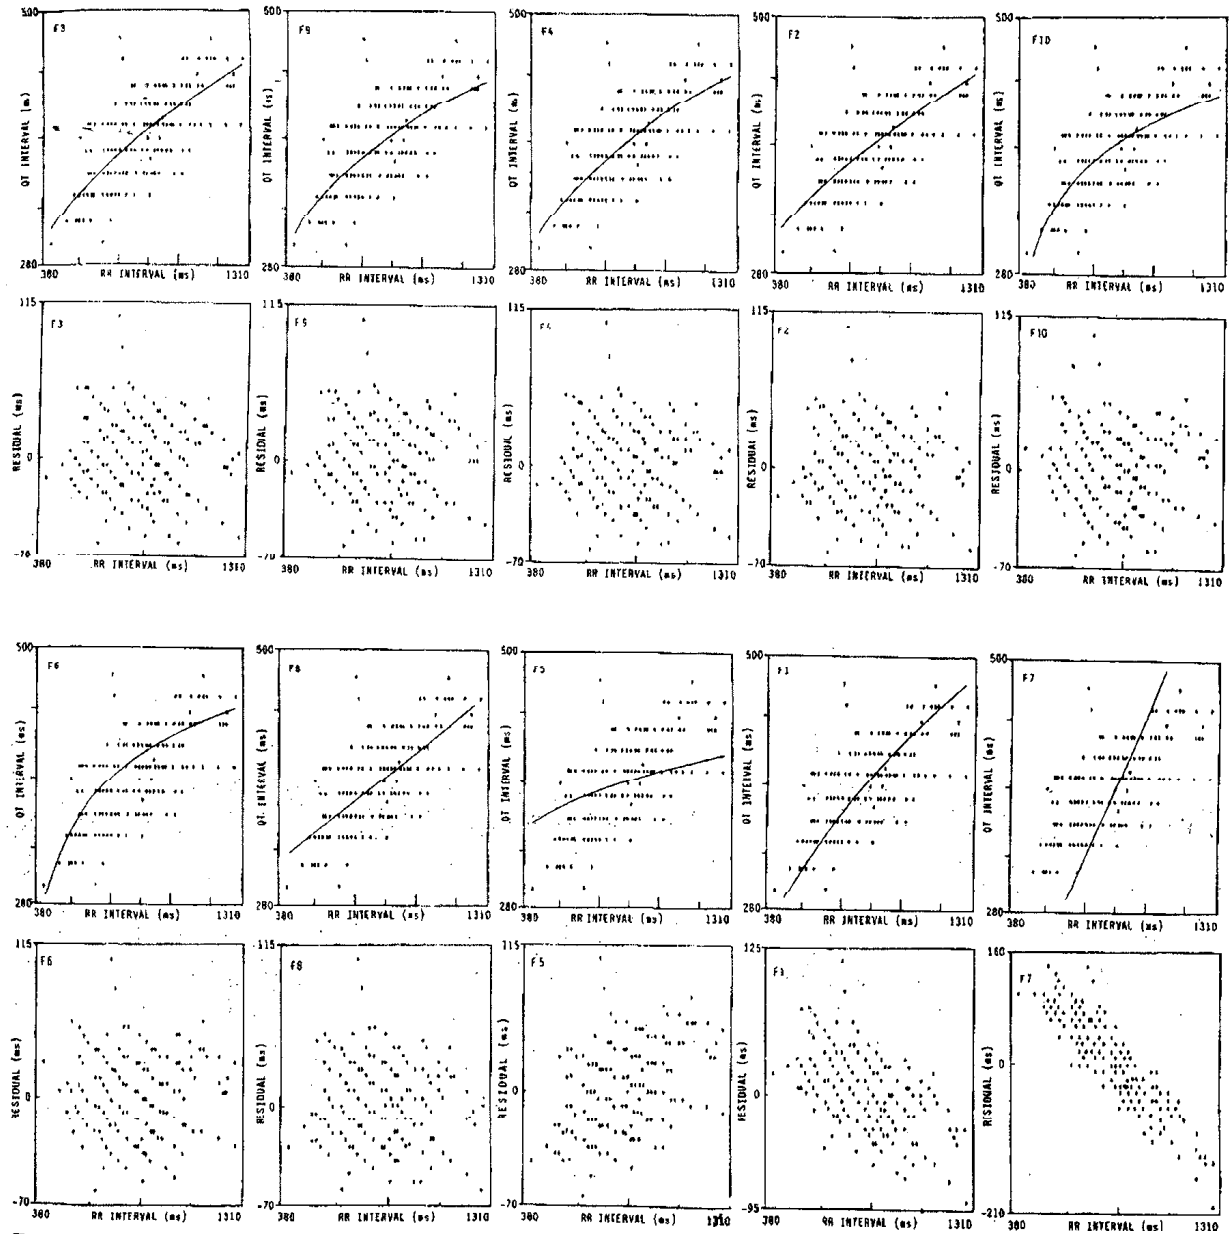 500 500 500
F3 F9 F4 F2 F10
QT INTERVAL (ms) QT INTERVAL QT INTERVAL (ms) QT INTERVAL (ms) QT INTERVAL (ms)
280 280 280 280
380 RR INTERVAL (ms) 1310 380 RR INTERVAL (ms) 380 RR INTERVAL (ms) 1310 380 RR INTERVAL (ms) 1310 380 RR INTERVAL (ms) 1310
115 115 115 115
F3 F4 F10
RESIDUAL (ms) RESIDUAL (ms) RESIDUAL (ms) RESIDUAL (ms) RESIDUAL (ms)
0 0 0 0 0
-70 -70 -70 -70 -70
380 RR INTERVAL (ms) 380 RR INTERVAL (ms) 1310 380 RR INTERVAL (ms) 1310 380 RR INTERVAL (ms) 1310 380 RR INTERVAL (ms) 1310
500 500 500 500 500
F6 F8 F1 F7
QT INTERVAL (ms) QT INTERVAL (ms) QT INTERVAL (ms) QT INTERVAL (ms) QT INTERVAL (ms)
280 280 280 280 280
380 RR INTERVAL (ms) 1310 380 RR INTERVAL (ms) 1310 380 RR INTERVAL (ms) 1310 380 RR INTERVAL (ms) 1310 380 RR INTERVAL (ms) 1310
115 115 115 125 160
F6 F8 F5 F7
RESIDUAL (ms) RESIDUAL (ms) RESIDUAL (ms) RESIDUAL (ms) RESIDUAL (ms)
0 0 0 0 0
-70 -70 -70 -95 -210
380 RR INTERVAL (ms) 1310 380 RR INTERVAL (ms) 1310 380 RR INTERVAL (ms) 1310 380 RR INTERVAL (ms) 1310 380 RR INTERVAL (ms) 1310